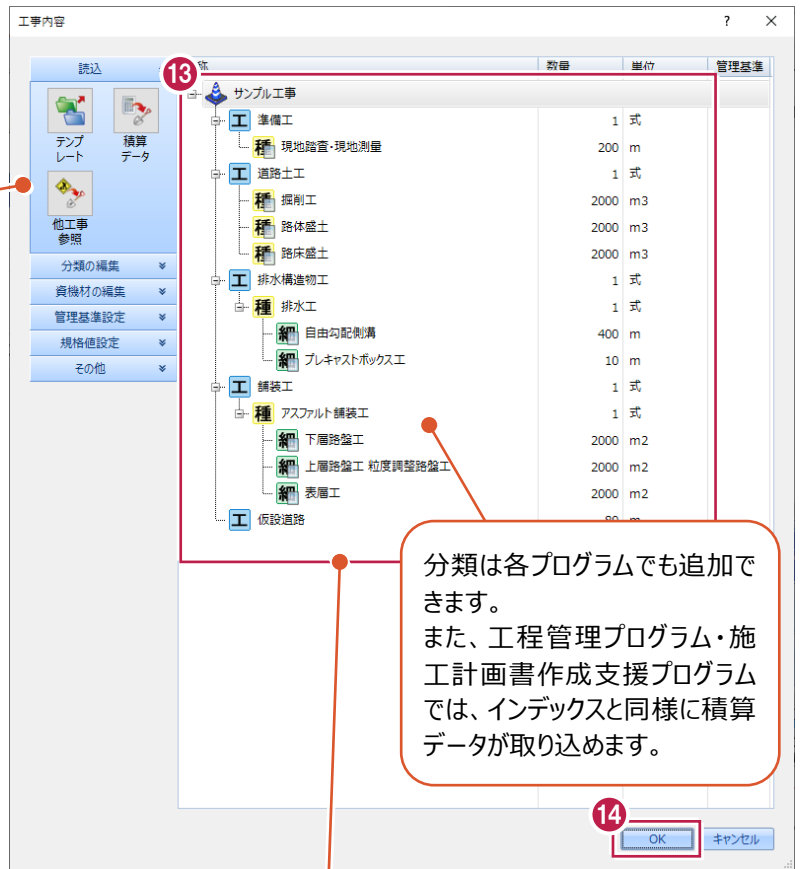 工事内容 ? ×
読込
テンプ
レート
積算
データ
他工事
参照
分類の編集
資機材の編集
管理基準設定
規格値設定
その他
13
称 数量 単位 管理基準
サンプル工事
工 準備工 1 式
種 現地踏査・現地測量 200 m
工 道路土工 1 式
種 掘削工 2000 m3
種 路体盛土 2000 m3
種 路床盛土 2000 m3
工 排水構造物工 1 式
種 排水工 1 式
細 自由勾配側溝 400 m
細 プレキャストボックス工 10 m
工 舗装工 1 式
種 アスファルト舗装工 1 式
細 下層路盤工 2000 m2
細 上層路盤工 粒度調整路盤工 2000 m2
細 表層工 2000 m2
工 仮設道路 80 m
分類は各プログラムでも追加で
きます。
また、工程管理プログラム・施
工計画書作成支援プログラム
では、インデックスと同様に積算
データが取り込めます。
14
OK キャンセル